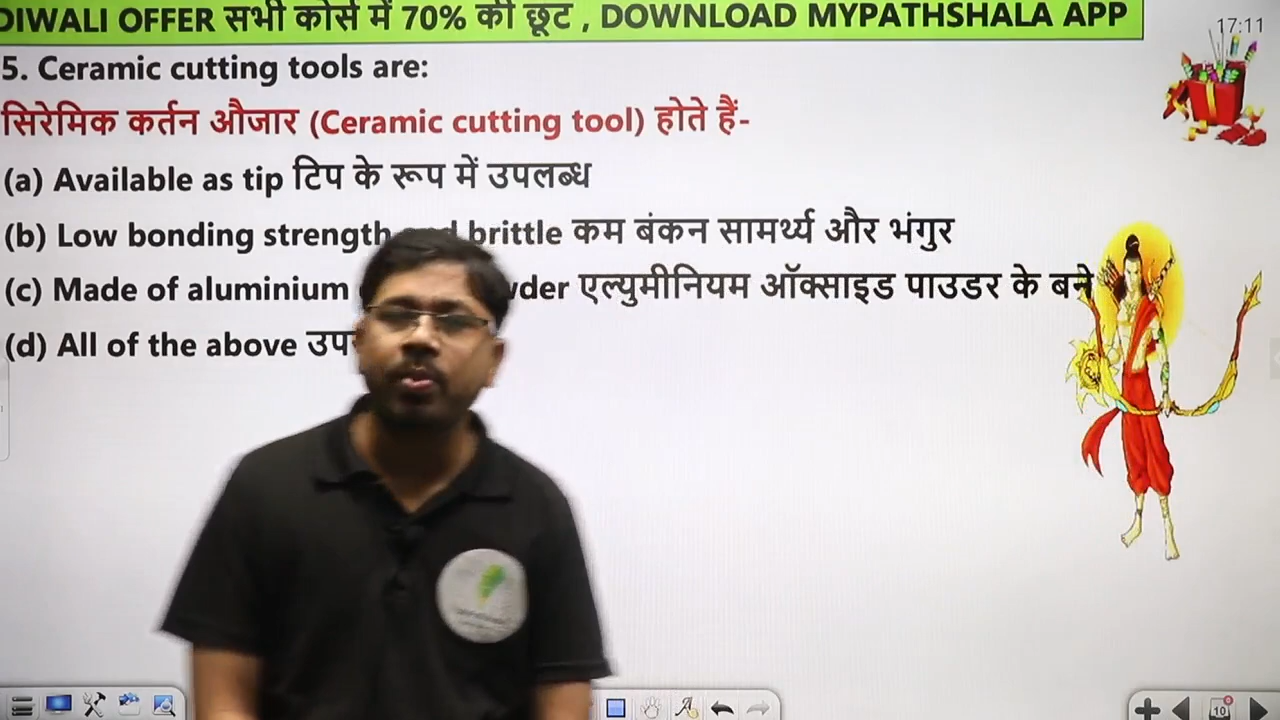 DIWALI OFFER सभी कोर्स में 70% की छूट , DOWNLOAD MYPATHSHALA APP
17:11
5. Ceramic cutting tools are:
सिरेमिक कर्तन औजार (Ceramic cutting tool) होते हैं-
(a) Available as tip टिप के रूप में उपलब्ध
(b) Low bonding strength brittle कम बंकन सामर्थ्य और भंगुर
(c) Made of aluminium एल्युमीनियम ऑक्साइड पाउडर के बने
(d) All of the above
10